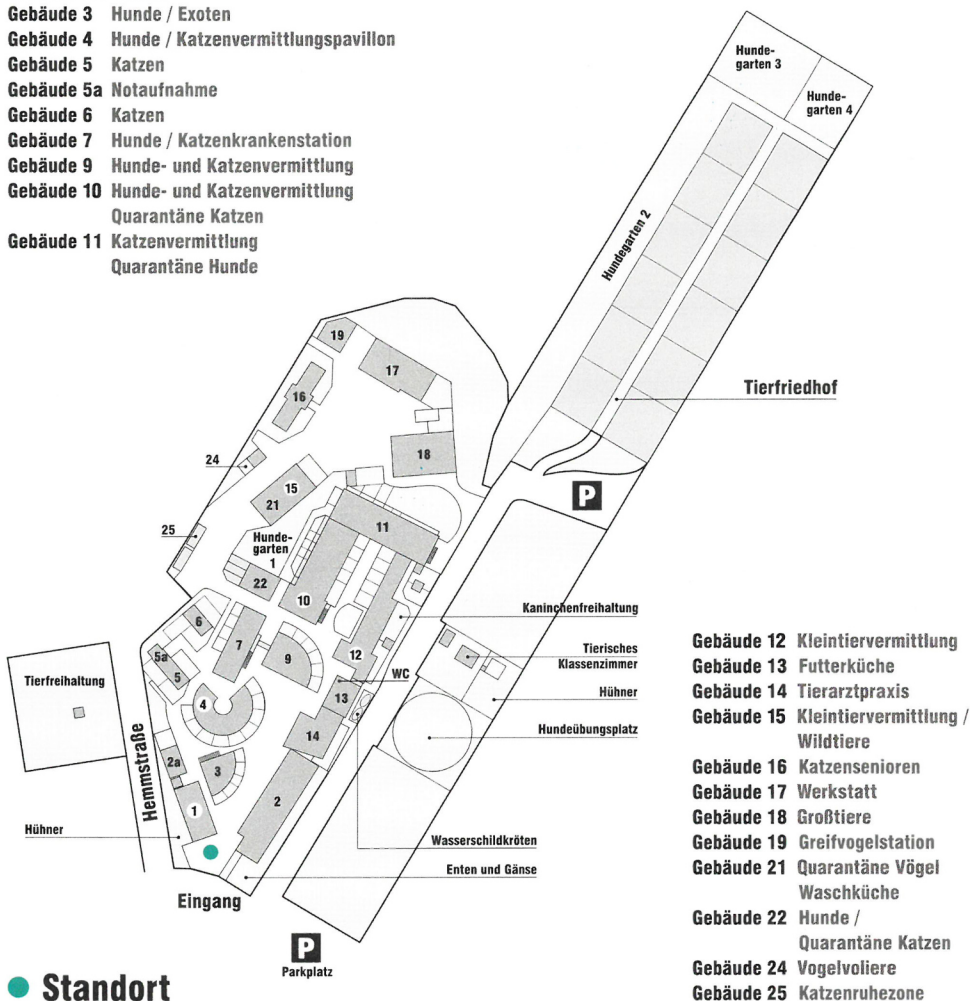 Gebäude 3 Hunde / Exoten
Gebäude 4 Hunde / Katzenvermittlungspavillon
Gebäude 5 Katzen
Gebäude 5a Notaufnahme
Gebäude 6 Katzen
Gebäude 7 Hunde / Katzenkrankenstation
Gebäude 9 Hunde- und Katzenvermittlung
Gebäude 10 Hunde- und Katzenvermittlung
Quarantäne Katzen
Gebäude 11 Katzenvermittlung
Quarantäne Hunde
Hunde-
garten 3
Hunde-
garten 4
Hundegarten 2
Tierfriedhof
P
19
17
16
18
24
15
21
25
Hunde-
garten
1
11
22
10
6
7
9
12
5a
5
4
WC
13
14
2a
3
2
1
Tierfreihaltung
Hemmstraße
Hühner
Eingang
Kaninchenfreihaltung
Tierisches
Klassenzimmer
Hühner
Hundeübungsplatz
Wasserschildkröten
Enten und Gänse
P
Parkplatz
Standort
Gebäude 12 Kleintiervermittlung
Gebäude 13 Futterküche
Gebäude 14 Tierarztpraxis
Gebäude 15 Kleintiervermittlung /
Wildtiere
Gebäude 16 Katzensenioren
Gebäude 17 Werkstatt
Gebäude 18 Großtiere
Gebäude 19 Greifvogelstation
Gebäude 21 Quarantäne Vögel
Waschküche
Gebäude 22 Hunde /
Quarantäne Katzen
Gebäude 24 Vogelvoliere
Gebäude 25 Katzenruhezone